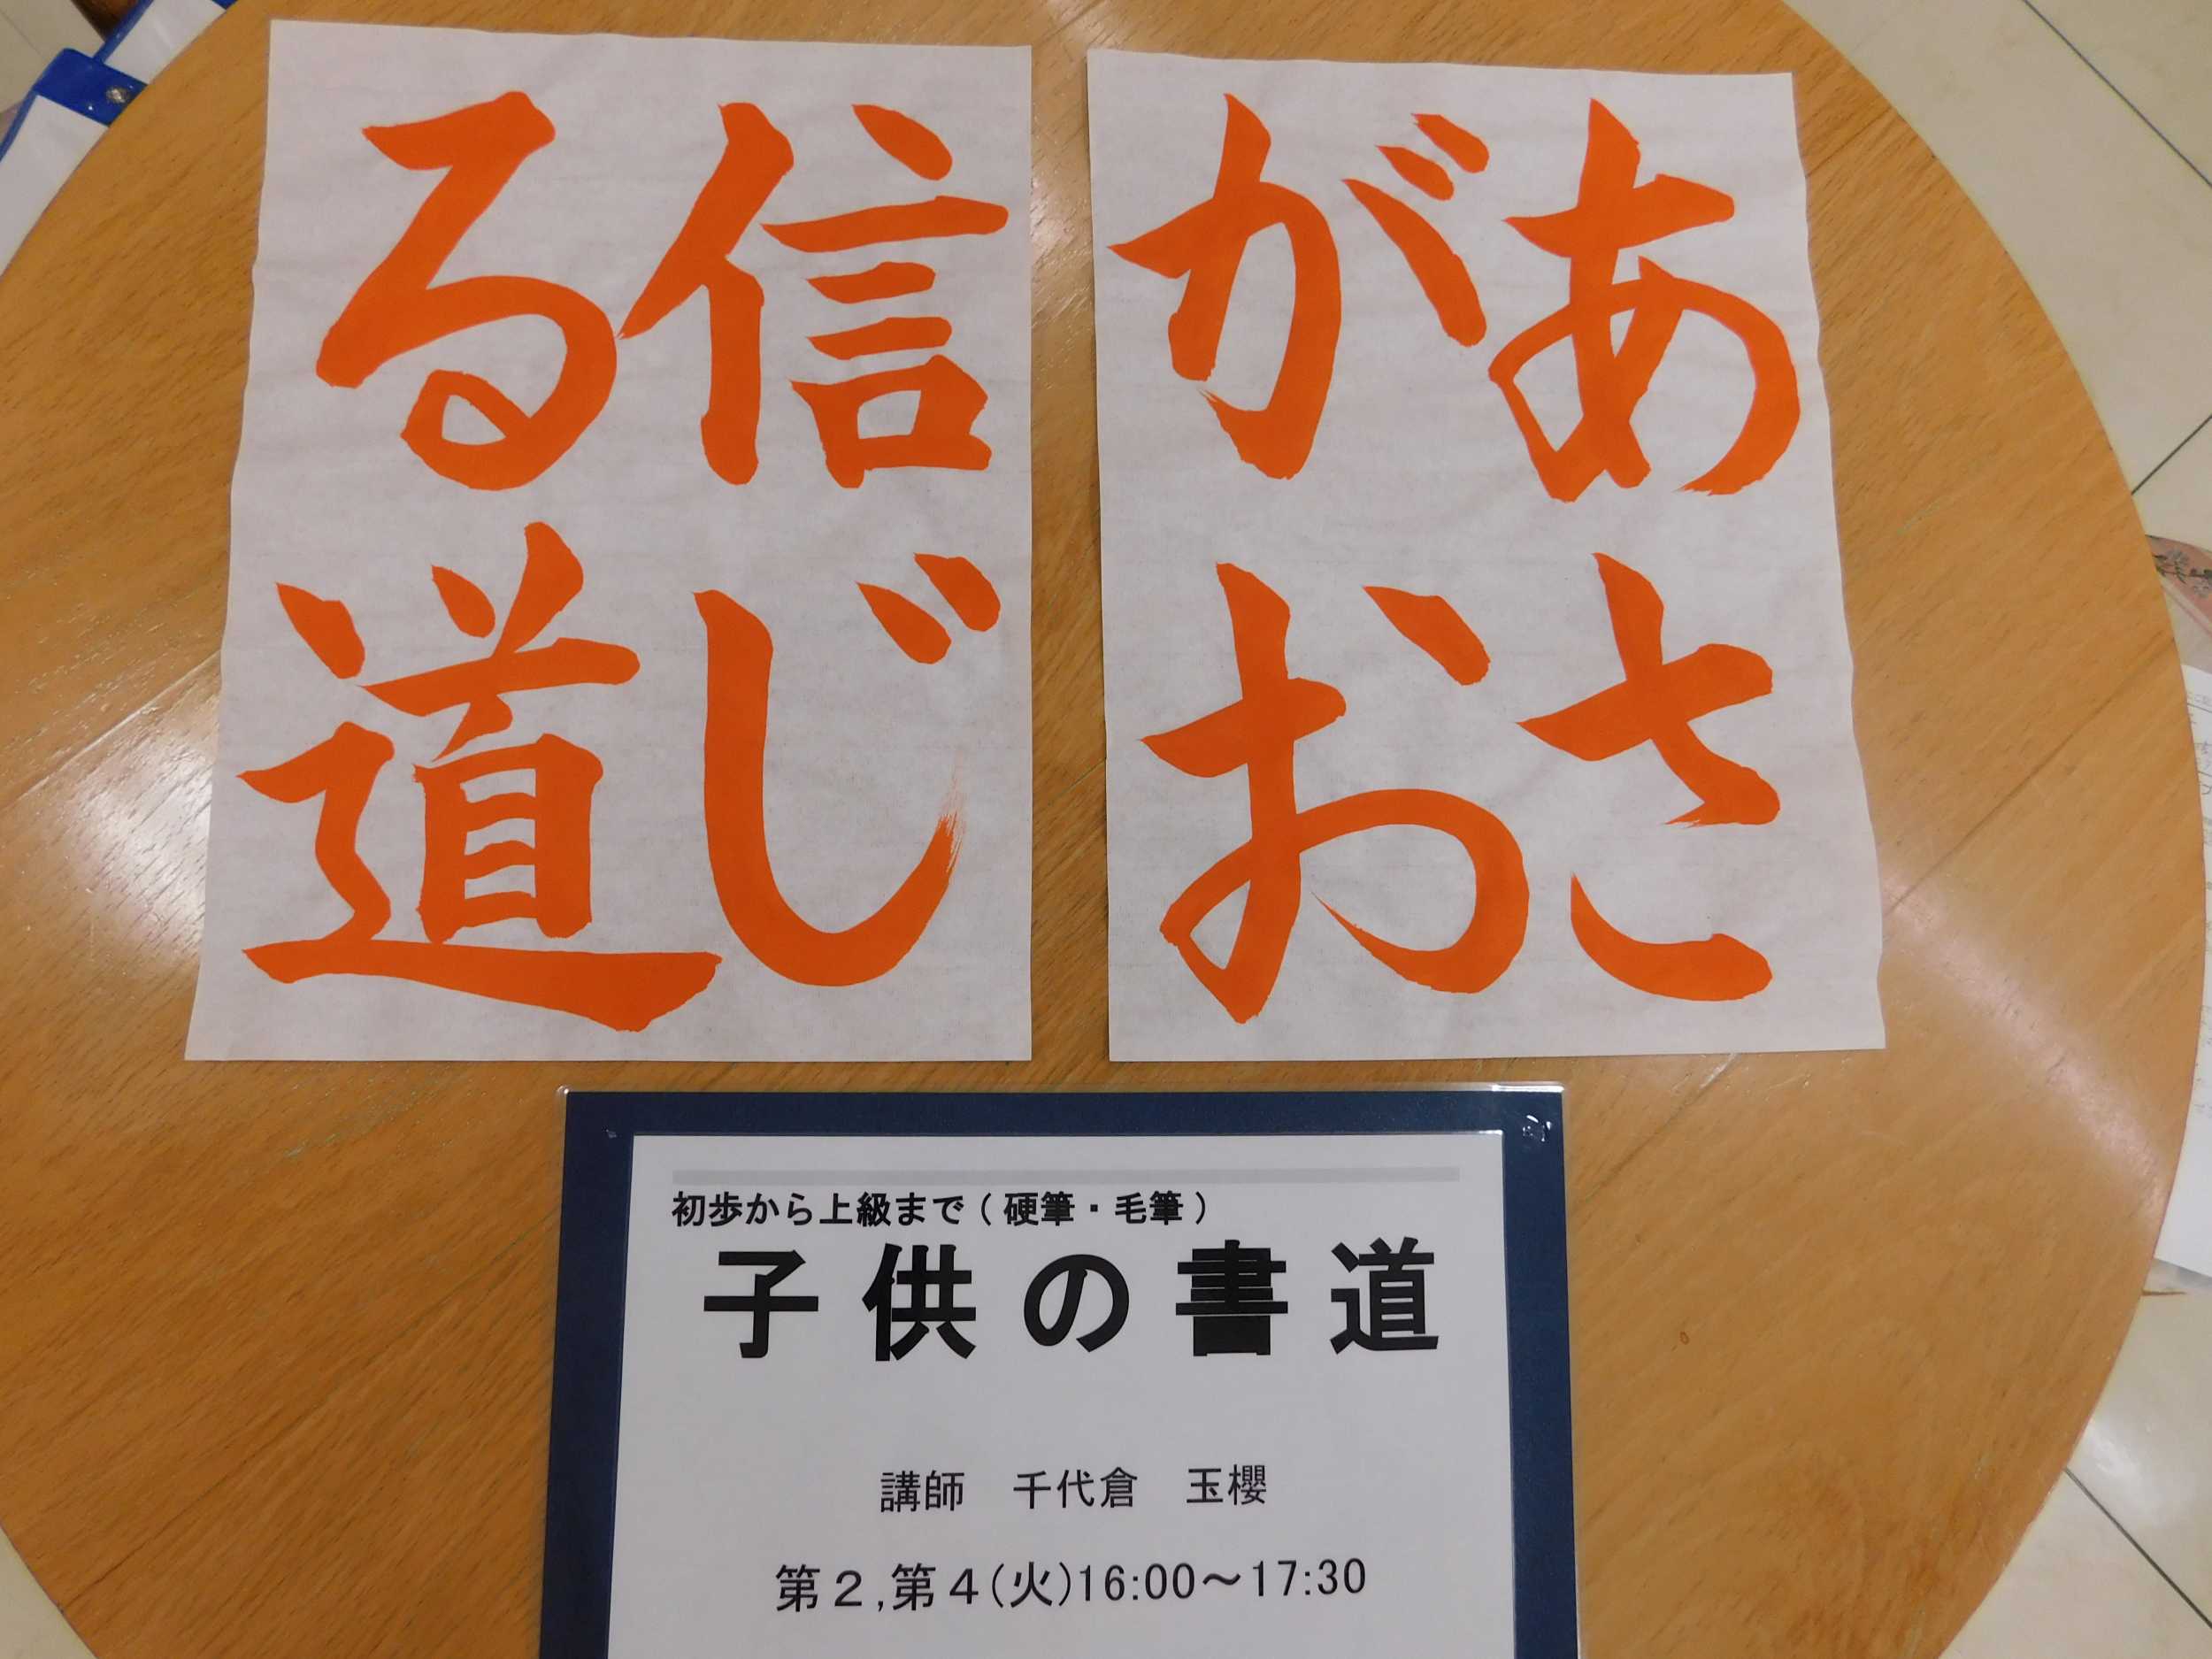 あさ
がお
信じ
る道
初歩から上級まで(硬筆・毛筆)
子供の書道
講師　千代倉　玉櫻
第２,第４(火)16:00～17:30